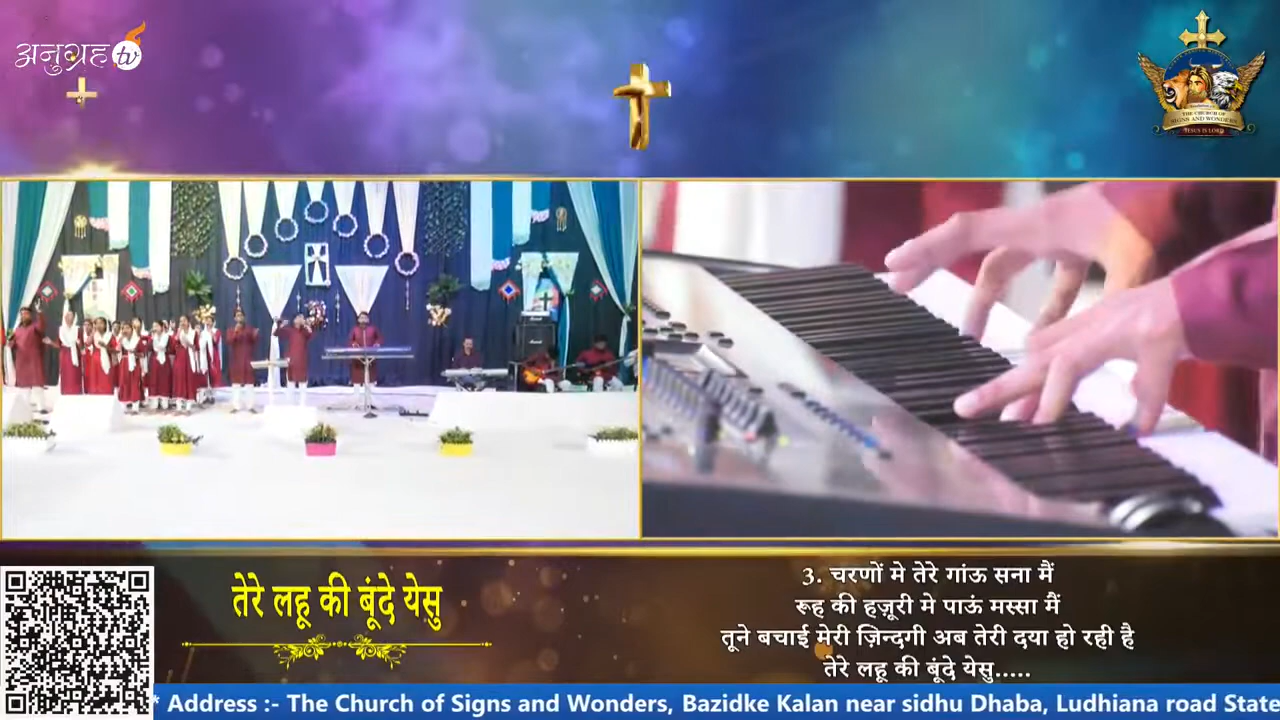 अनुग्रह tv
THE CHURCH OF
SIGNS AND WONDERS
JESUS IS LORD
तेरे लहू की बूंदे येसु
3. चरणों मे तेरे गांऊ सना मैं
रूह की हज़ूरी मे पाऊं मस्सा मैं
तूने बचाई मेरी ज़िन्दगी अब तेरी दया हो रही है
तेरे लहू की बूंदे येसु.....
* Address :- The Church of Signs and Wonders, Bazidke Kalan near sidhu Dhaba, Ludhiana road State